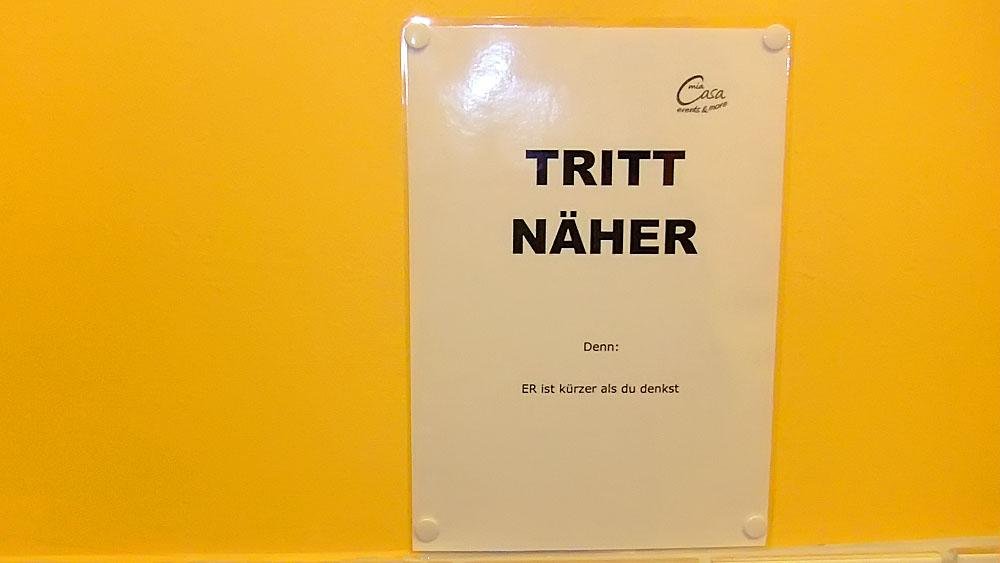 mia
Casa
events & more
TRITT
NÄHER
Denn:
ER ist kürzer als du denkst